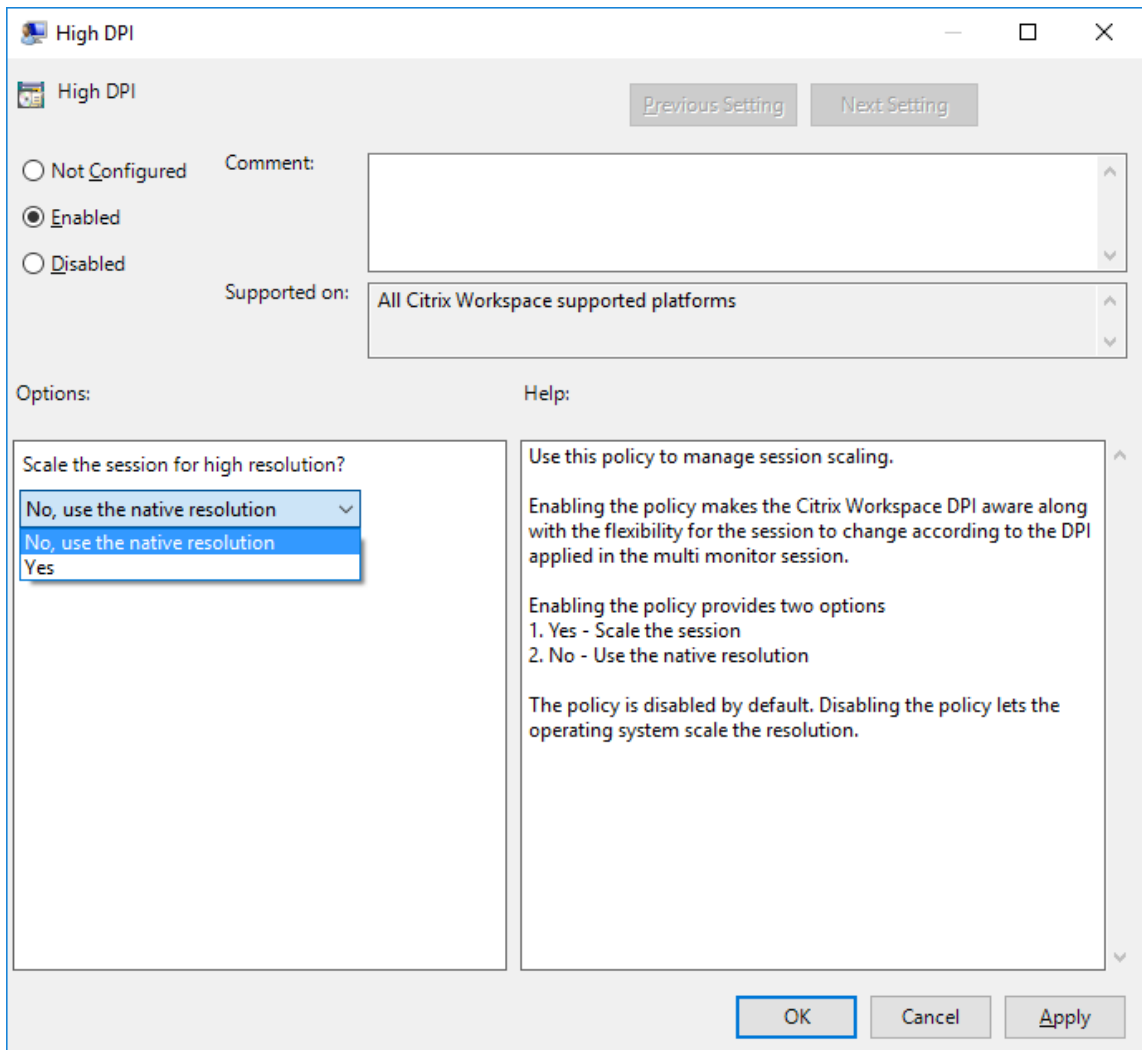 High DPI
High DPI
Previous Setting
Next Setting
Not Configured
Comment:
Enabled
Disabled
Supported on:
All Citrix Workspace supported platforms
Options:
Help:
Scale the session for high resolution?
No, use the native resolution
No, use the native resolution
Yes
Use this policy to manage session scaling.
Enabling the policy makes the Citrix Workspace DPI aware along
with the flexibility for the session to change according to the DPI
applied in the multi monitor session.
Enabling the policy provides two options
1. Yes - Scale the session
2. No - Use the native resolution
The policy is disabled by default. Disabling the policy lets the
operating system scale the resolution.
OK
Cancel
Apply